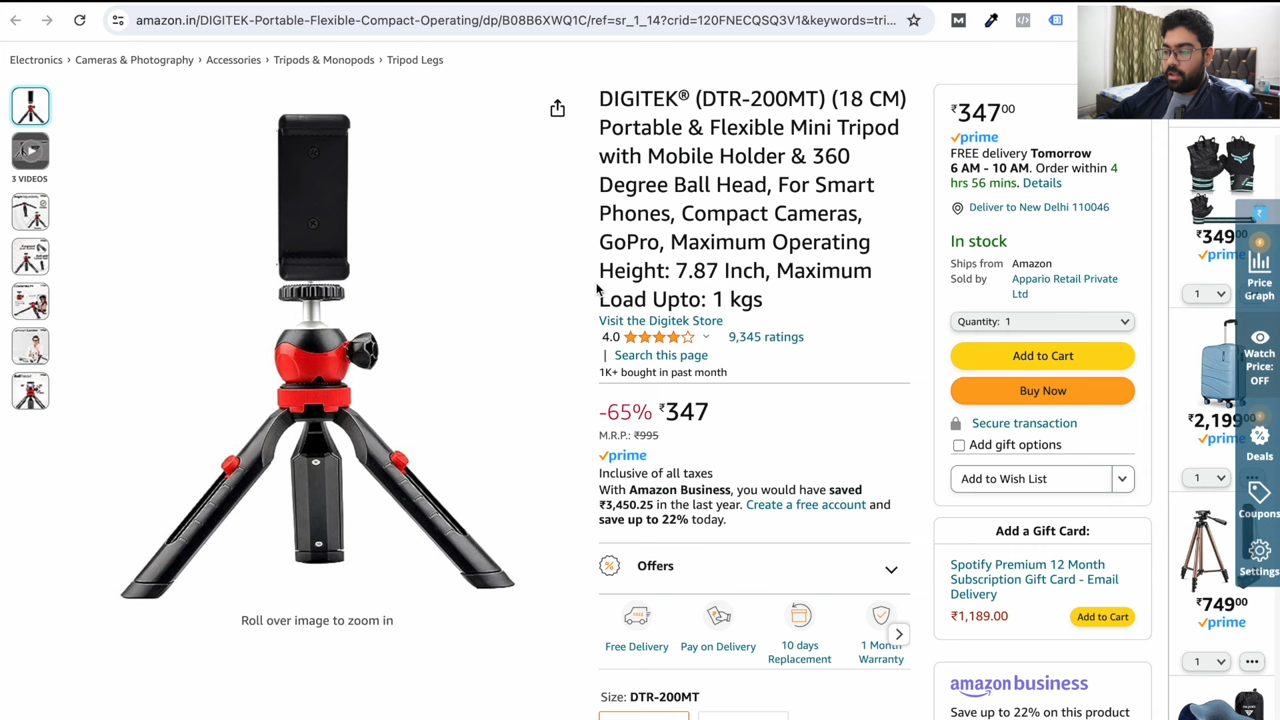 amazon.in/DIGITEK-Portable-Flexible-Compact-Operating/dp/B08B6XWQ1C/ref=sr_1_14?crid=120FNECQSQ3V1&keywords=tri...
Electronics › Cameras & Photography › Accessories › Tripods & Monopods › Tripod Legs
3 VIDEOS
Roll over image to zoom in
DIGITEK® (DTR-200MT) (18 CM)
Portable & Flexible Mini Tripod
with Mobile Holder & 360
Degree Ball Head, For Smart
Phones, Compact Cameras,
GoPro, Maximum Operating
Height: 7.87 Inch, Maximum
Load Upto: 1 kgs
Visit the Digitek Store
4.0 9,345 ratings
| Search this page
1K+ bought in past month
-65% ₹347
M.R.P.: ₹995
prime
Inclusive of all taxes
With Amazon Business, you would have saved
₹3,450.25 in the last year. Create a free account and
save up to 22% today.
Offers
Free Delivery
Pay on Delivery
10 days
Replacement
1 Month
Warranty
Size: DTR-200MT
₹34700
prime
FREE delivery Tomorrow
6 AM - 10 AM. Order within 4
hrs 56 mins. Details
Deliver to New Delhi 110046
In stock
Ships from Amazon
Sold by Appario Retail Private
Ltd
Quantity: 1
Add to Cart
Buy Now
Secure transaction
Add gift options
Add to Wish List
Add a Gift Card:
Spotify Premium 12 Month
Subscription Gift Card - Email
Delivery
₹1,189.00 Add to Cart
amazon business
Save up to 22% on this product
₹34900
prime
1
₹2,19900
prime
1
₹74900
prime
1
Price
Graph
Watch
Price:
OFF
Deals
Coupons
Settings